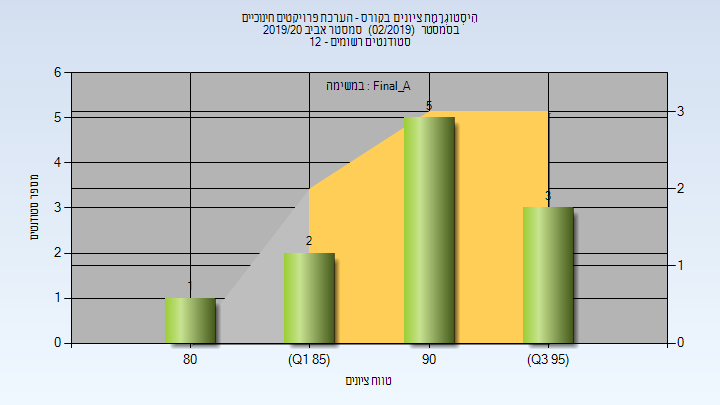 היסטוגרמת ציונים בקורס - הערכת פרויקטים חינוכיים
בסמסטר (02/2019) סמסטר אביב 2019/20
סטודנטים רשומים - 12
במשימה : Final_A
מספר סטודנטים
6
5
4
3
2
1
0
3
2
1
0
1
2
5
3
80
(Q1 85)
90
(Q3 95)
טווח ציונים